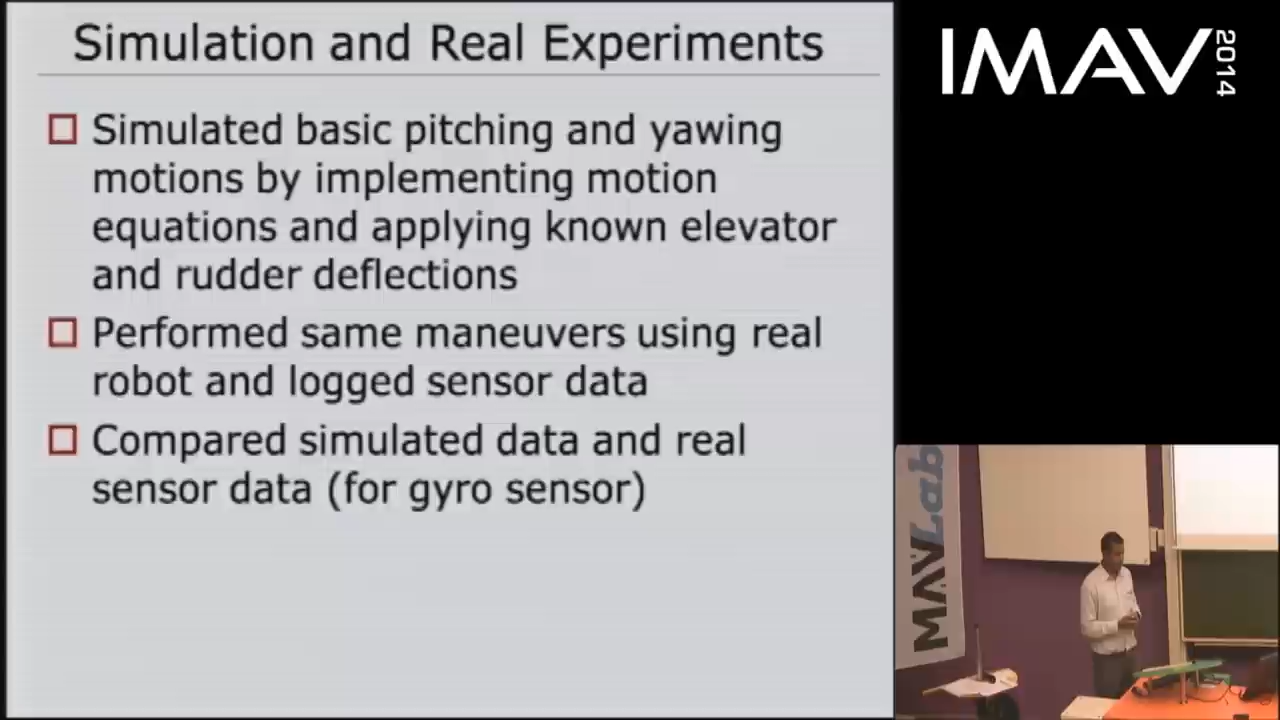 Simulation and Real Experiments
Simulated basic pitching and yawing
motions by implementing motion
equations and applying known elevator
and rudder deflections
Performed same maneuvers using real
robot and logged sensor data
Compared simulated data and real
sensor data (for gyro sensor)
IMAV 2014
MAVLab